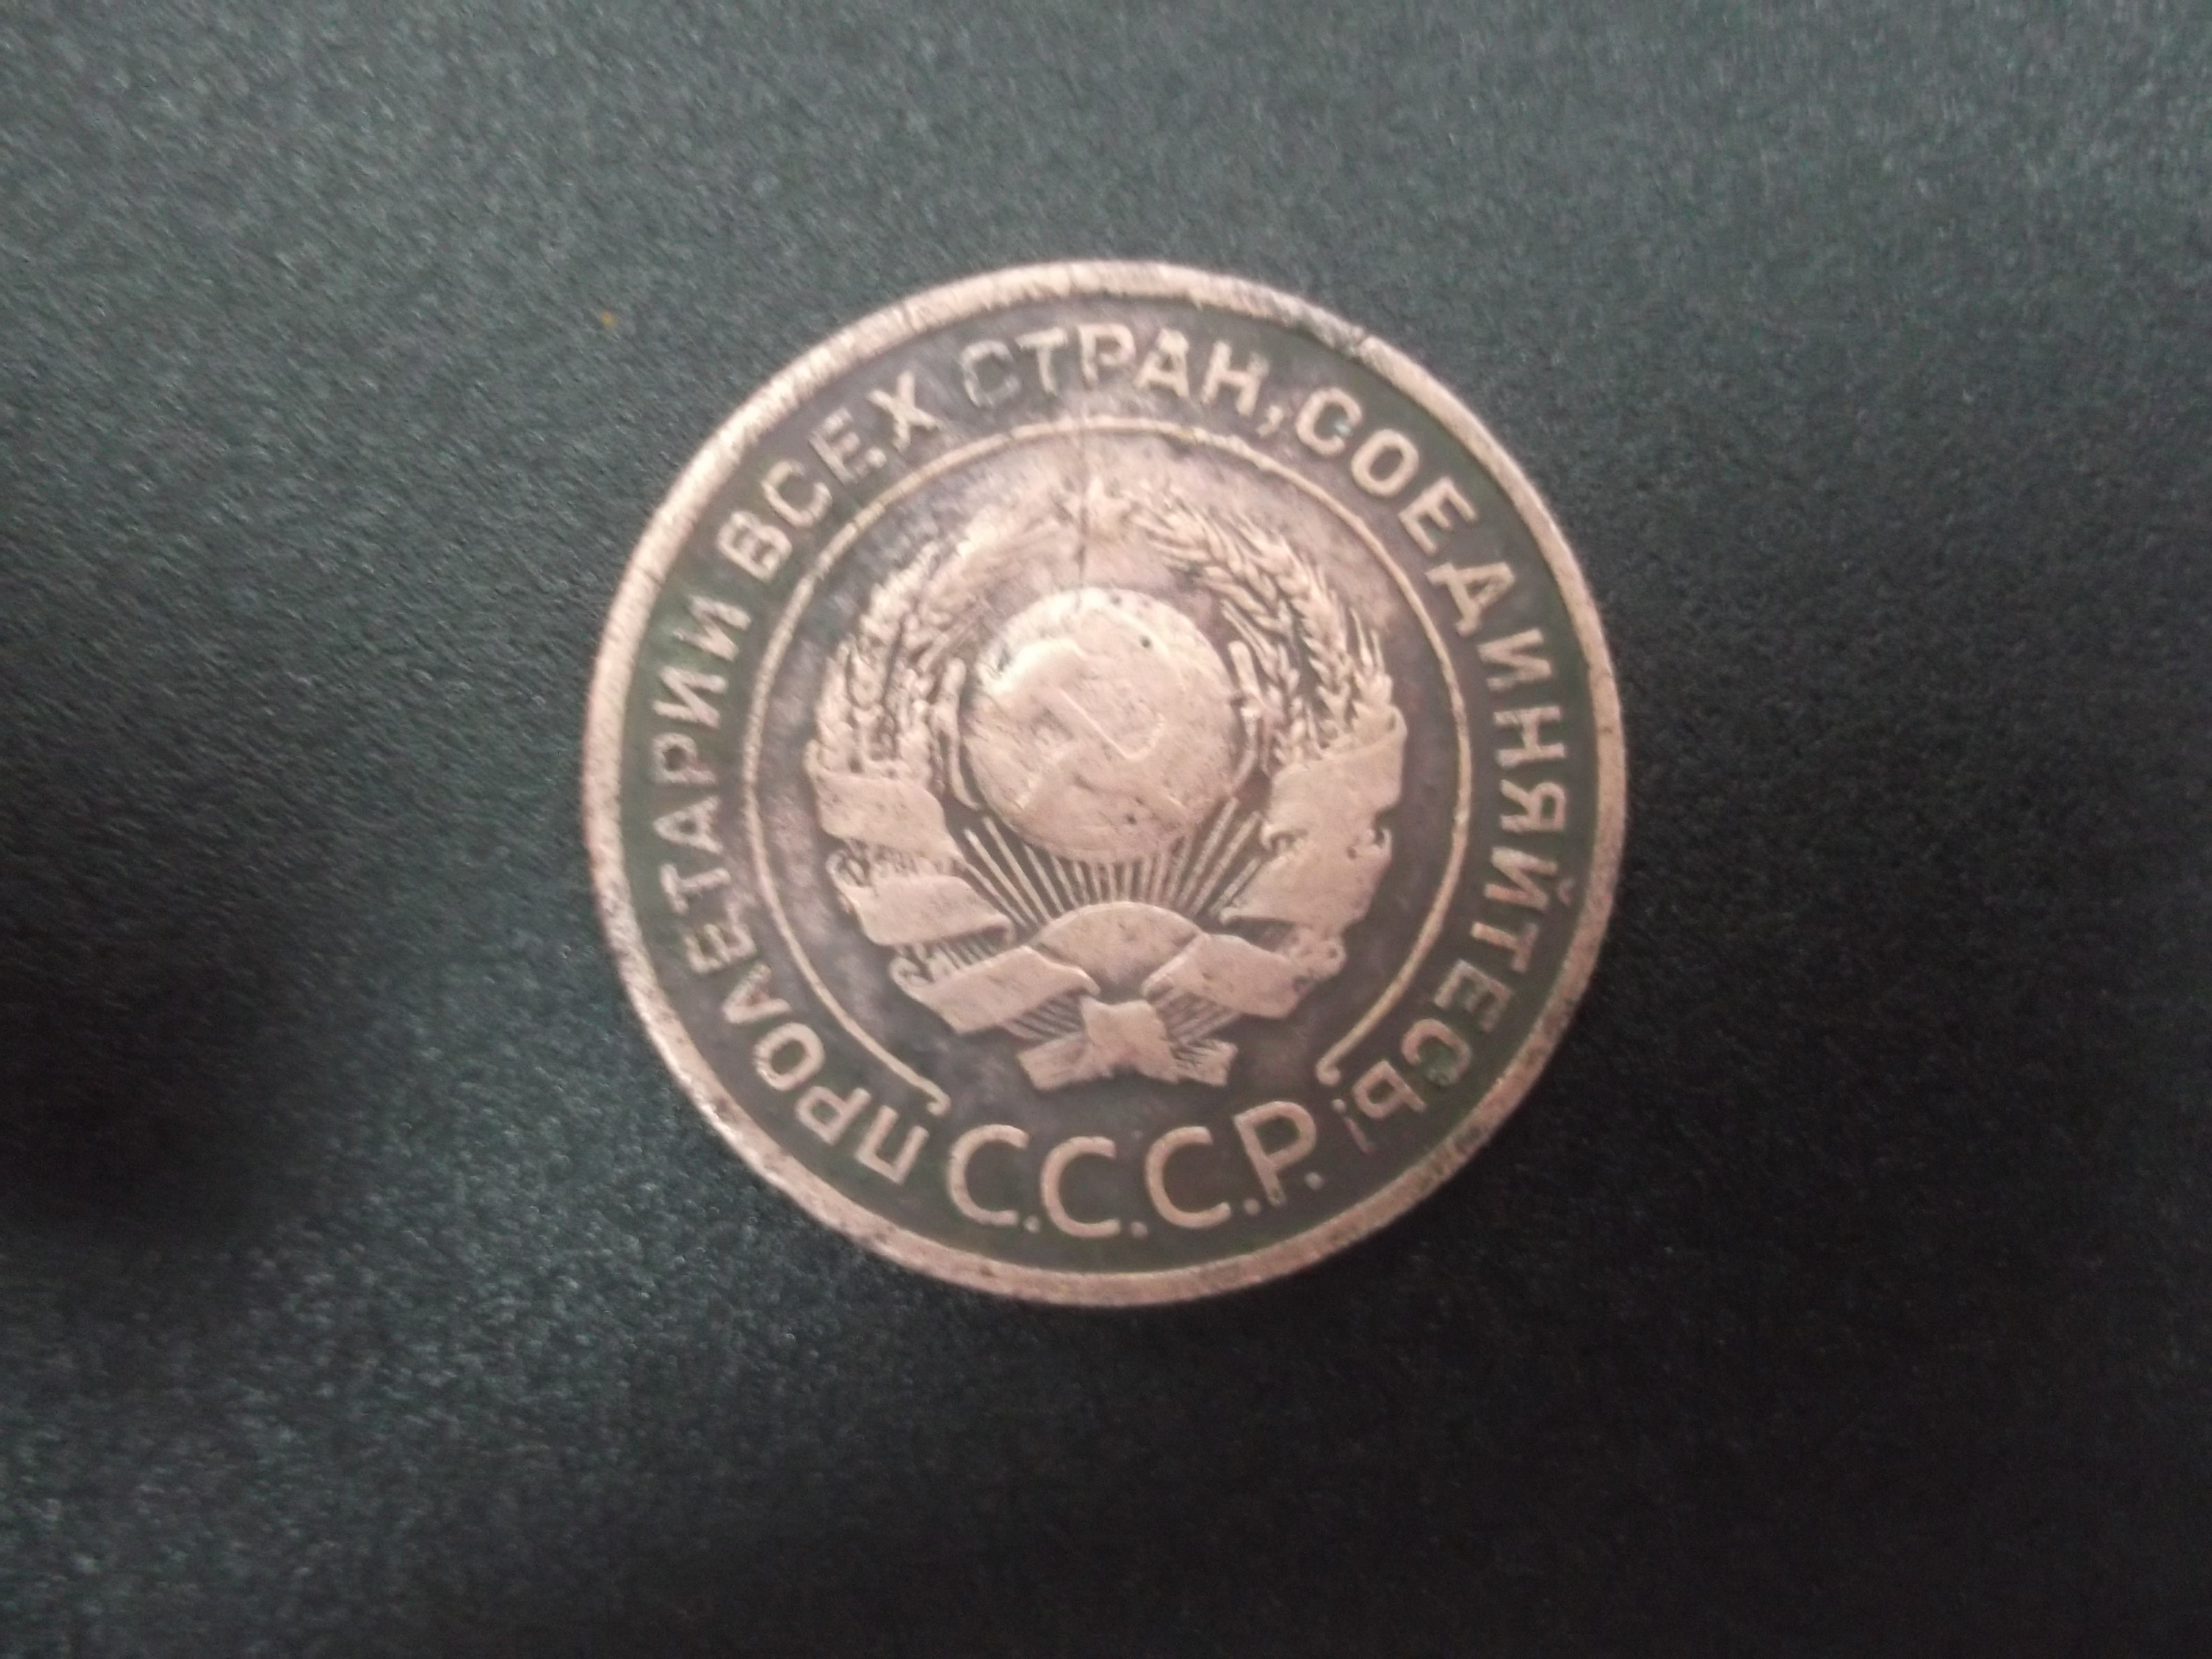 ПРОЛЕТАРИИ ВСЕХ СТРАН, СОЕДИНЯЙТЕСЬ!
С.С.С.Р.